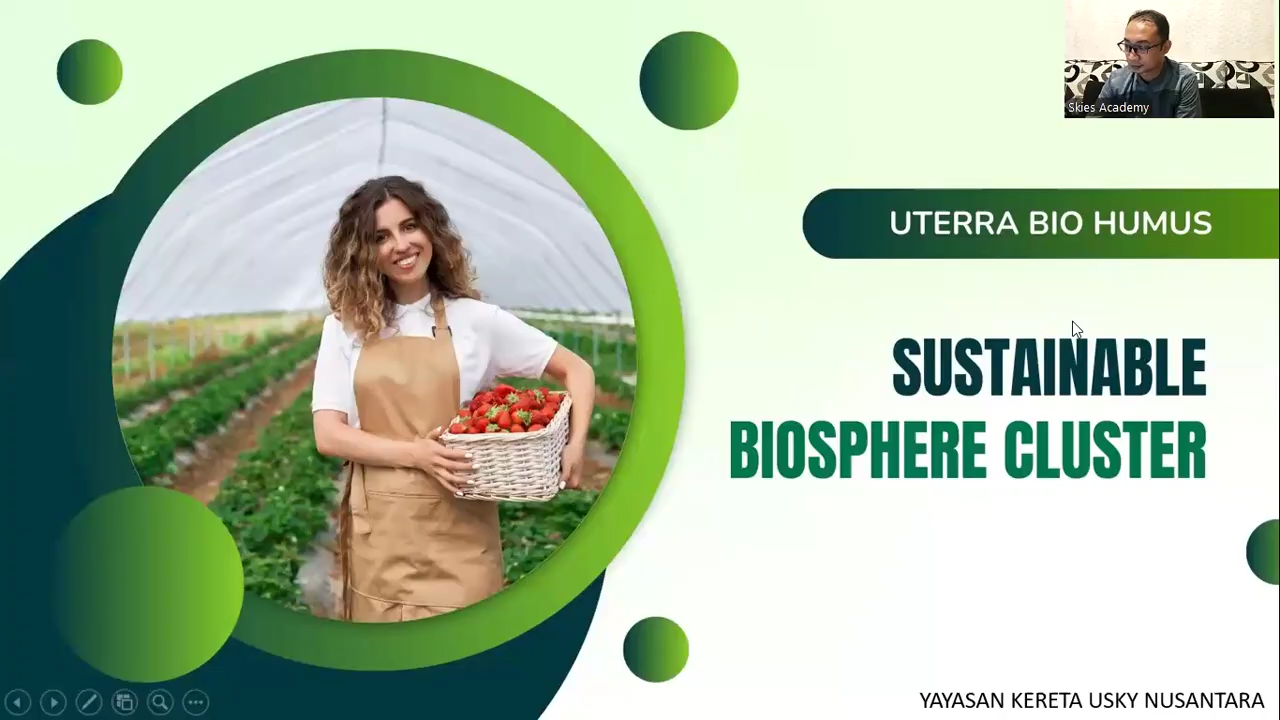 Skies Academy
UTERRA BIO HUMUS
SUSTAINABLE
BIOSPHERE CLUSTER
YAYASAN KERETA USKY NUSANTARA